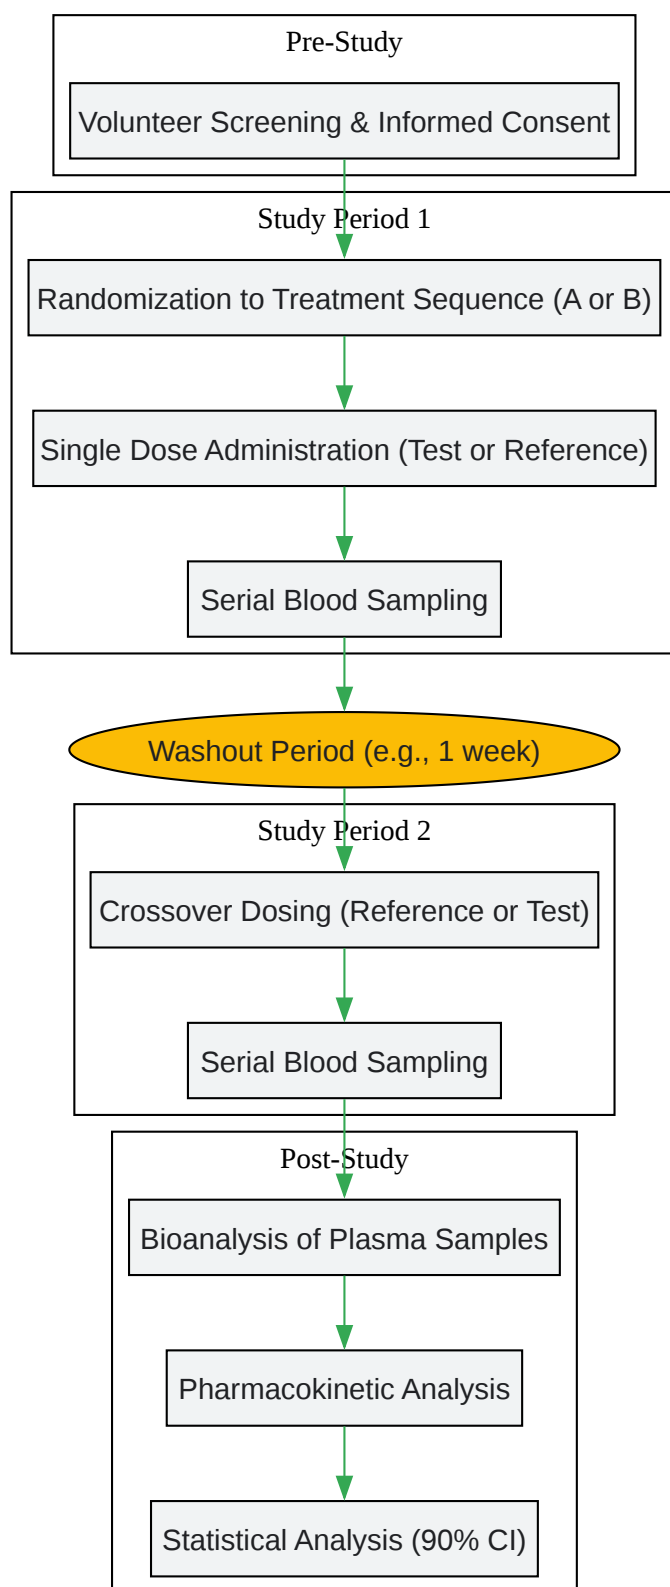 Pre-Study
Volunteer Screening & Informed Consent
Study Period 1
Randomization to Treatment Sequence (A or B)
Single Dose Administration (Test or Reference)
Serial Blood Sampling
Washout Period (e.g., 1 week)
Study Period 2
Crossover Dosing (Reference or Test)
Serial Blood Sampling
Post-Study
Bioanalysis of Plasma Samples
Pharmacokinetic Analysis
Statistical Analysis (90% CI)